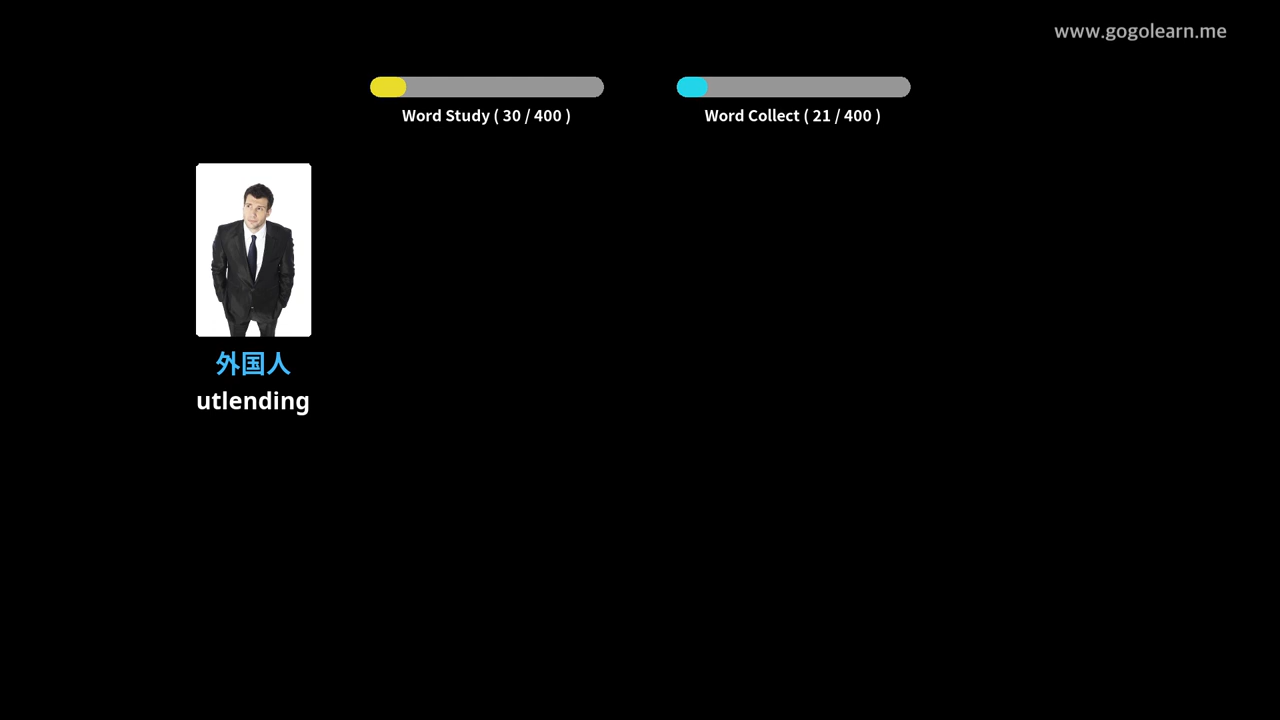 www.gogolearn.me
Word Study ( 30 / 400 )
Word Collect ( 21 / 400 )
外国人
utlending